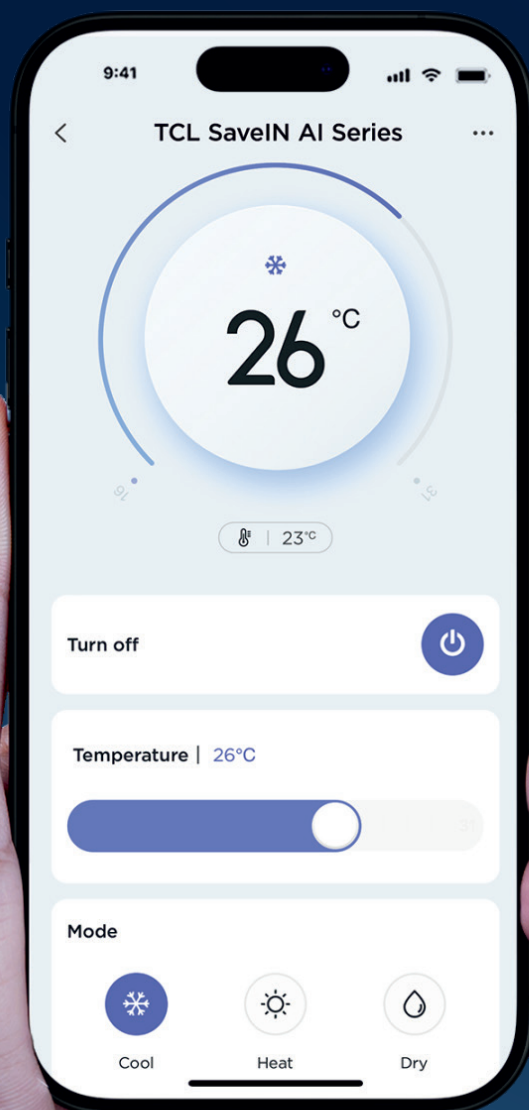 9:41
TCL SaveIN AI Series
26 °C
16
31
23°C
Turn off
Temperature | 26°C
31
Mode
Cool
Heat
Dry